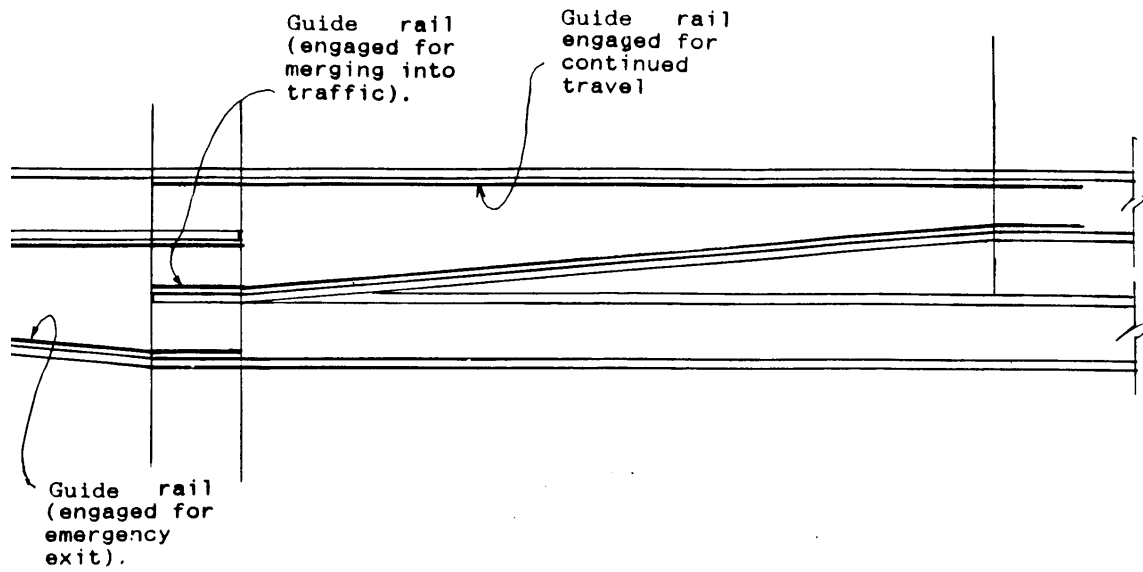 Guide rail
(engaged for
merging into
traffic).
Guide rail
engaged for
continued
travel
Guide rail
(engaged for
emergency
exit).